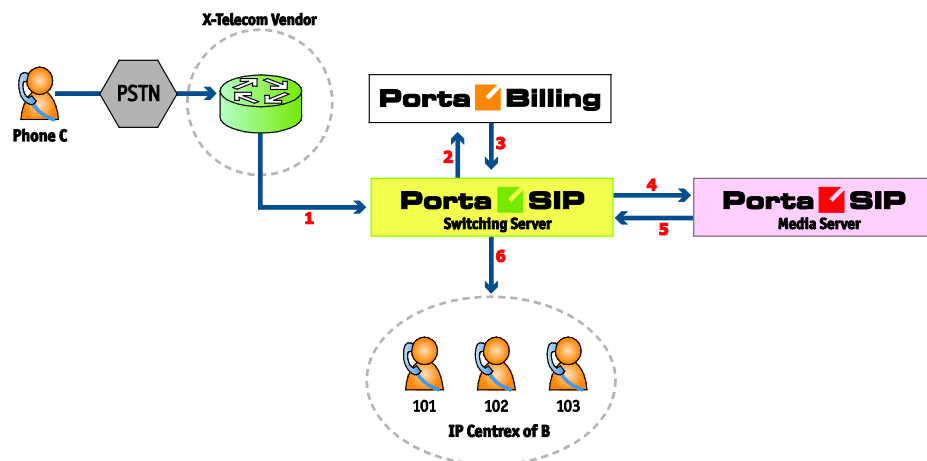 X-Telecom Vendor
PSTN
Phone C
Porta Billing
2
3
1
Porta SIP
Switching Server
4
5
Porta SIP
Media Server
6
101
102
103
IP Centrex of B